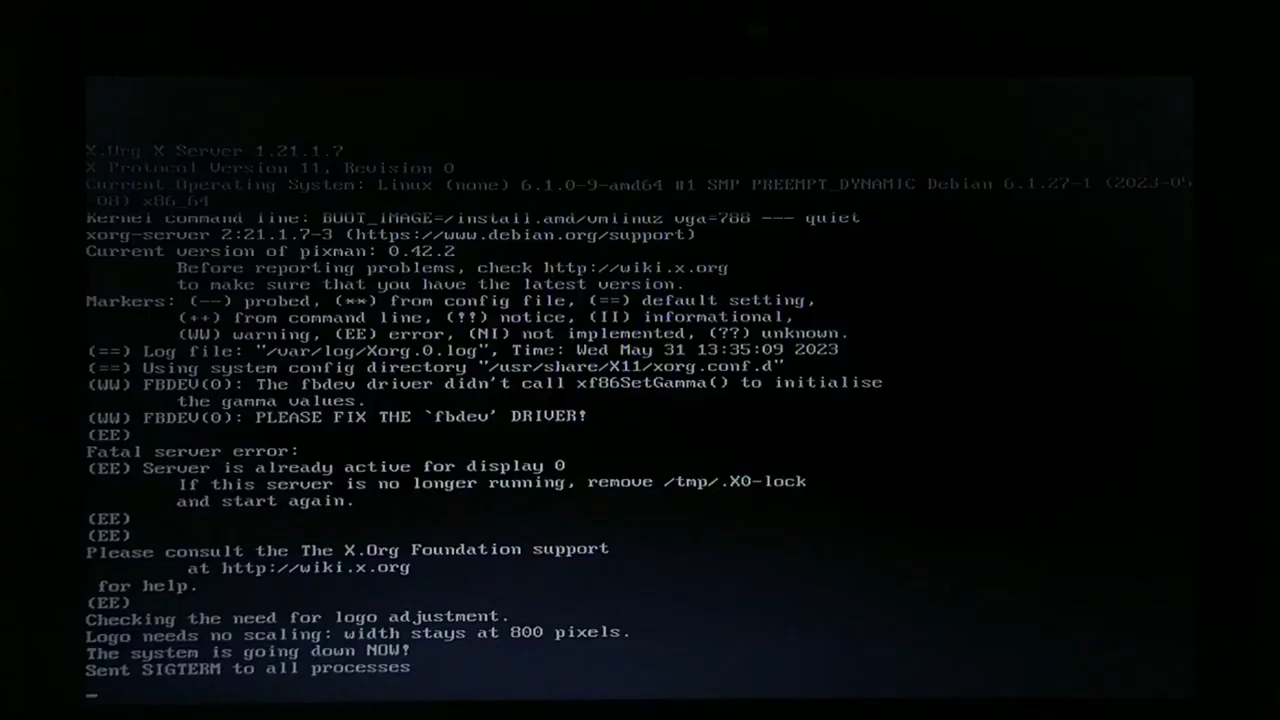 X.Org X Server 1.21.1.7
X Protocol Version 11, Revision 0
Current Operating System: Linux (none) 6.1.0-9-amd64 #1 SMP PREEMPT_DYNAMIC Debian 6.1.27-1 (2023-05
08) x86_64
Kernel command line: BOOT_IMAGE=/install.amd/vmlinuz vga=788 --- quiet
xorg-server 2:21.1.7-3 (https://www.debian.org/support)
Current version of pixman: 0.42.2
Before reporting problems, check http://wiki.x.org
to make sure that you have the latest version.
Markers: (--) probed, (**) from config file, (==) default setting,
(++) from command line, (!!) notice, (II) informational,
(WW) warning, (EE) error, (NI) not implemented, (??) unknown.
(==) Log file: "/var/log/Xorg.0.log", Time: Wed May 31 13:35:09 2023
(==) Using system config directory "/usr/share/X11/xorg.conf.d"
(WW) FBDEV(0): The fbdev driver didn't call xf86SetGamma() to initialise
the gamma values.
(WW) FBDEV(0): PLEASE FIX THE `fbdev' DRIVER!
(EE)
Fatal server error:
(EE) Server is already active for display 0
If this server is no longer running, remove /tmp/.X0-lock
and start again.
(EE)
(EE)
Please consult the The X.Org Foundation support
at http://wiki.x.org
for help.
(EE)
Checking the need for logo adjustment.
Logo needs no scaling: width stays at 800 pixels.
The system is going down NOW!
Sent SIGTERM to all processes